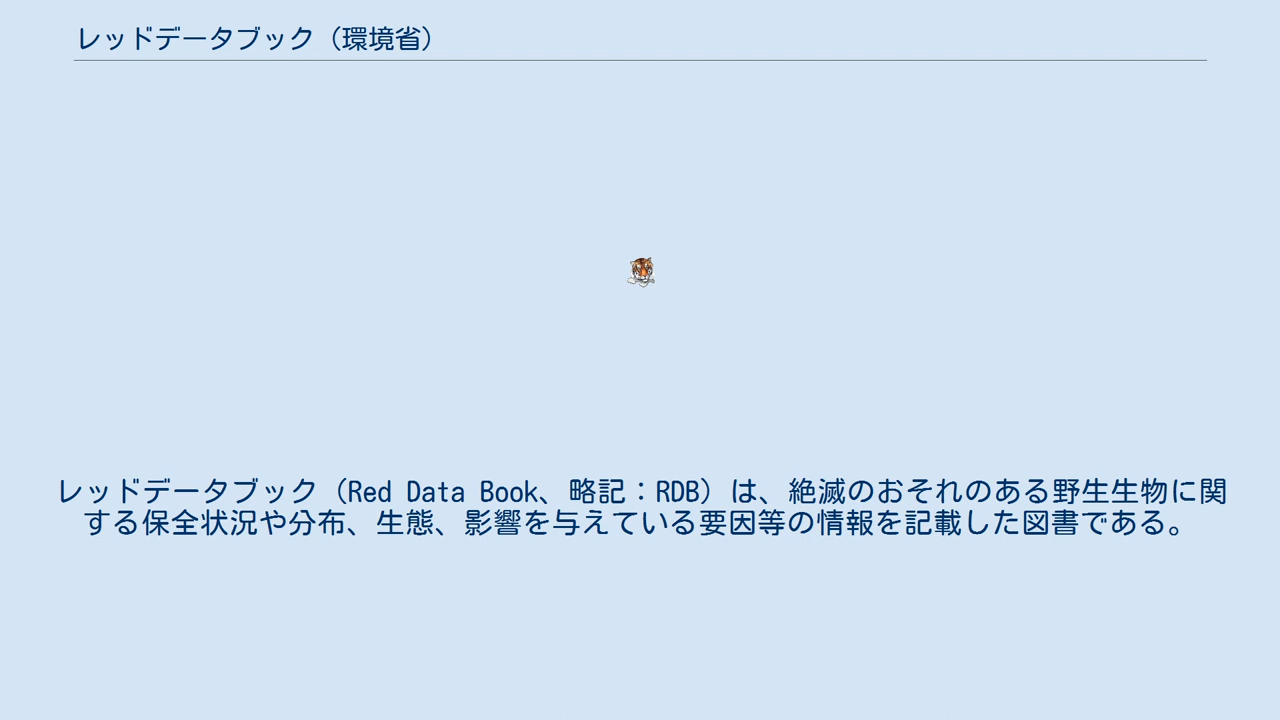 レッドデータブック（環境省）
レッドデータブック（Red Data Book、略記：RDB）は、絶滅のおそれのある野生生物に関
する保全状況や分布、生態、影響を与えている要因等の情報を記載した図書である。